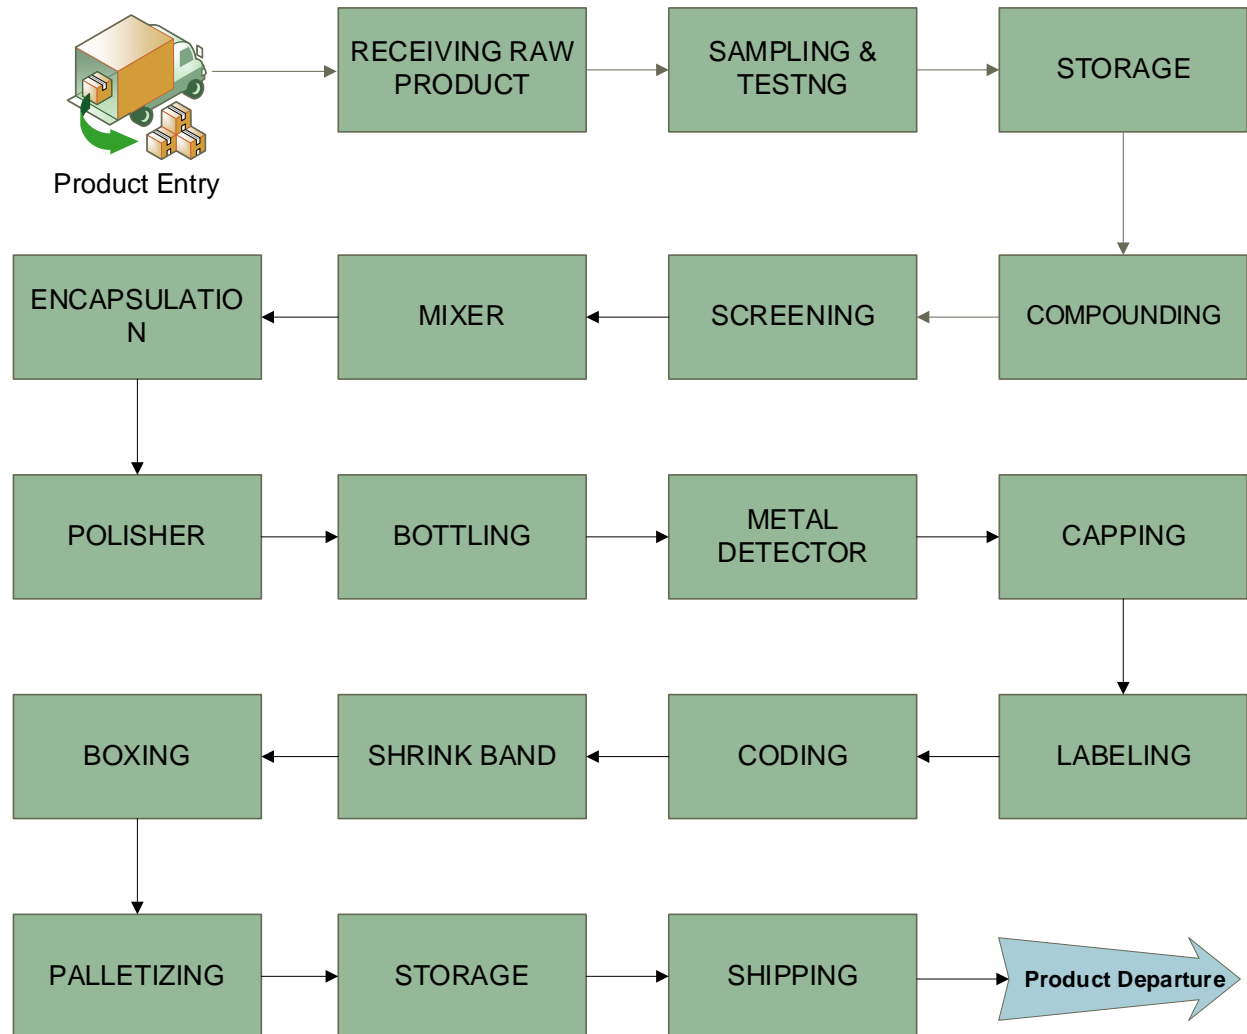 RECEIVING RAW
PRODUCT
SAMPLING &
TESTNG
STORAGE
Product Entry
ENCAPSULATIO
N
MIXER
SCREENING
COMPOUNDING
POLISHER
BOTTLING
METAL
DETECTOR
CAPPING
BOXING
SHRINK BAND
CODING
LABELING
PALLETIZING
STORAGE
SHIPPING
Product Departure